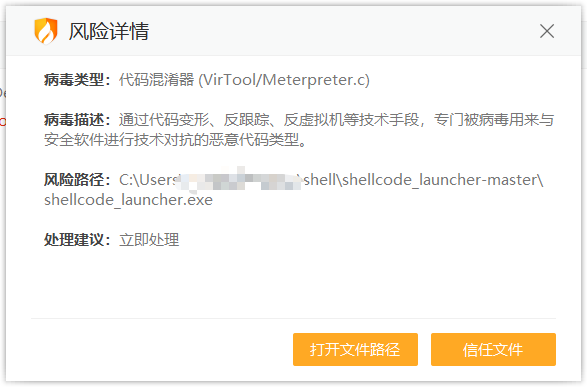 风险详情
病毒类型：代码混淆器 (VirTool/Meterpreter.c)
病毒描述：通过代码变形、反跟踪、反虚拟机等技术手段，专门被病毒用来与
安全软件进行技术对抗的恶意代码类型。
风险路径：C:\Users\shell\shellcode_launcher-master\
shellcode_launcher.exe
处理建议：立即处理
打开文件路径
信任文件